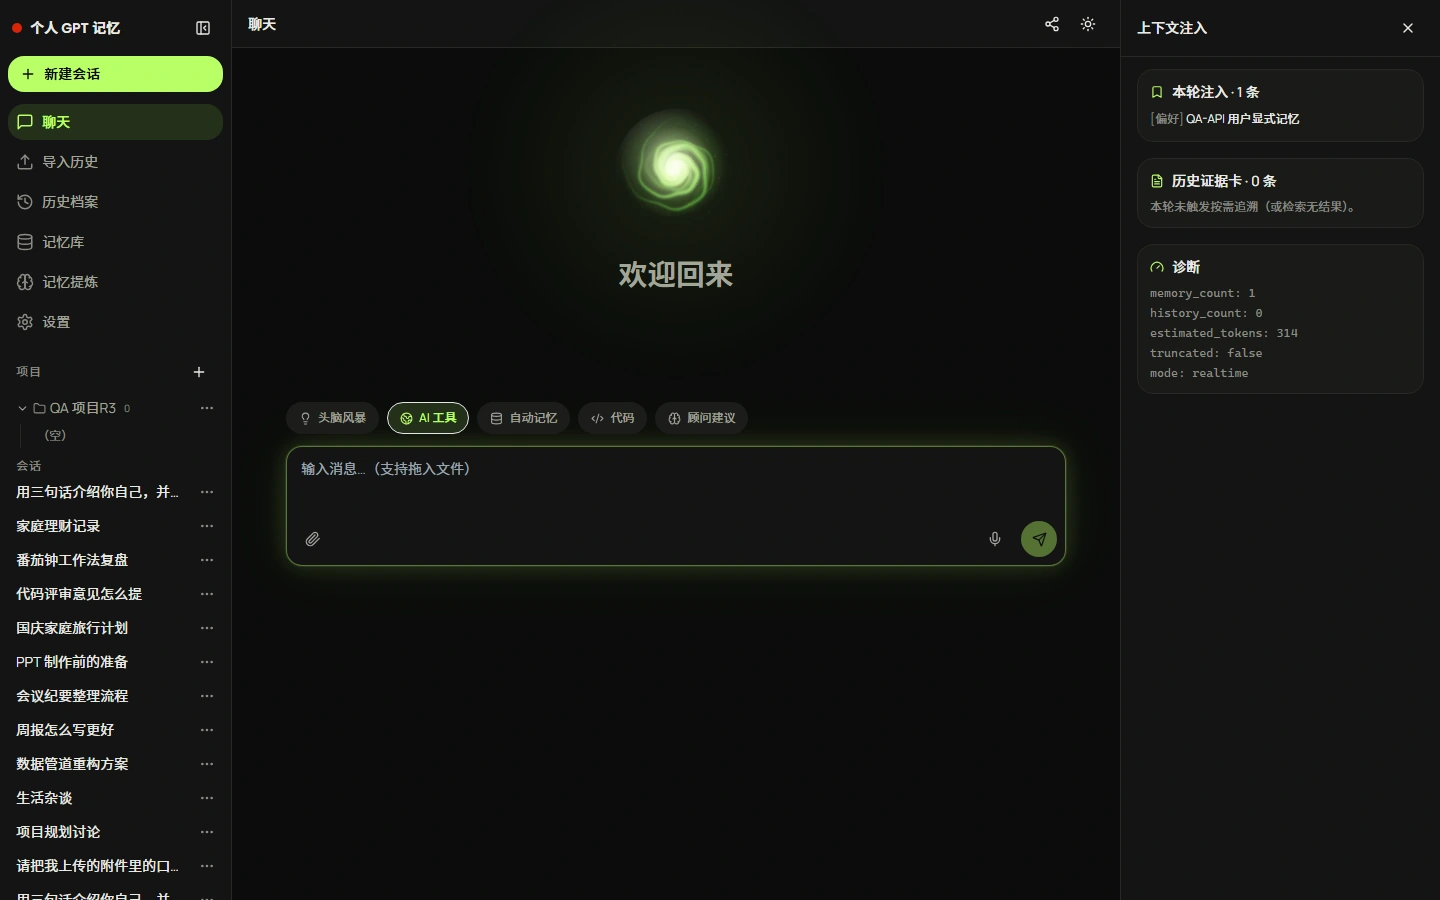 个人 GPT 记忆
新建会话
聊天
导入历史
历史档案
记忆库
记忆提炼
设置
项目
QA 项目R3 0
（空）
会话
用三句话介绍你自己，并...
家庭理财记录
番茄钟工作法复盘
代码评审意见怎么提
国庆家庭旅行计划
PPT 制作前的准备
会议纪要整理流程
周报怎么写更好
数据管道重构方案
生活杂谈
项目规划讨论
请把我上传的附件里的口...
用三句话介绍你自己，并...
聊天
欢迎回来
头脑风暴
AI 工具
自动记忆
代码
顾问建议
输入消息...（支持拖入文件）
上下文注入
本轮注入 · 1 条
[偏好] QA-API 用户显式记忆
历史证据卡 · 0 条
本轮未触发按需追溯（或检索无结果）。
诊断
memory_count: 1
history_count: 0
estimated_tokens: 314
truncated: false
mode: realtime